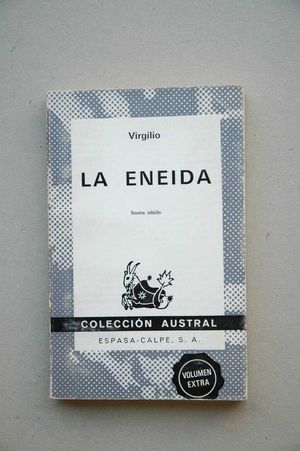 Virgilio
LA ENEIDA
Novena edición
COLECCIÓN AUSTRAL
ESPASA-CALPE, S. A.
VOLUMEN
EXTRA